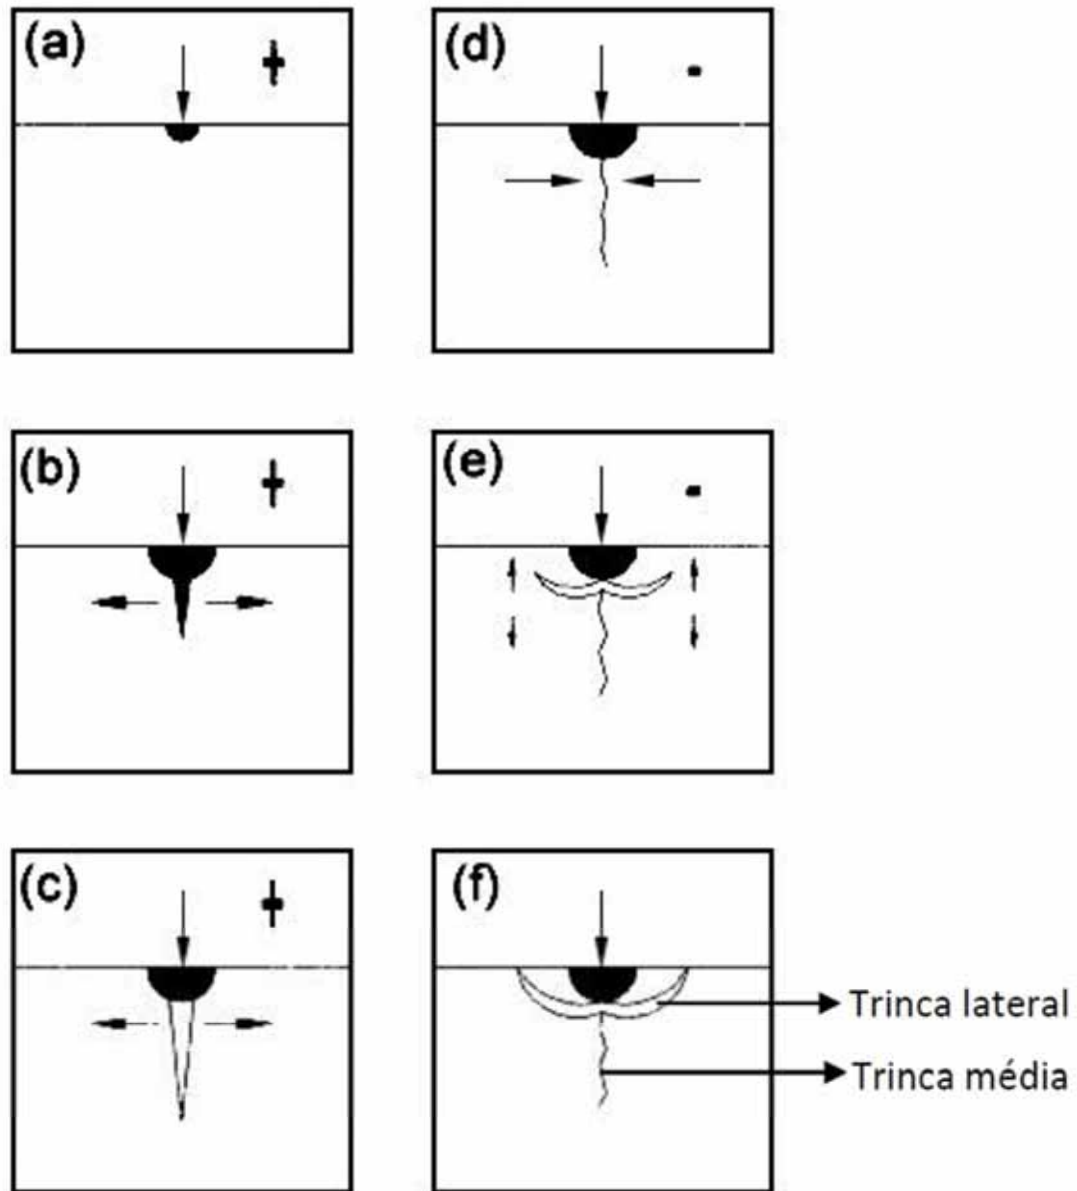 (a)
(d)
(b)
(e)
(c)
(f)
Trinca lateral
Trinca média